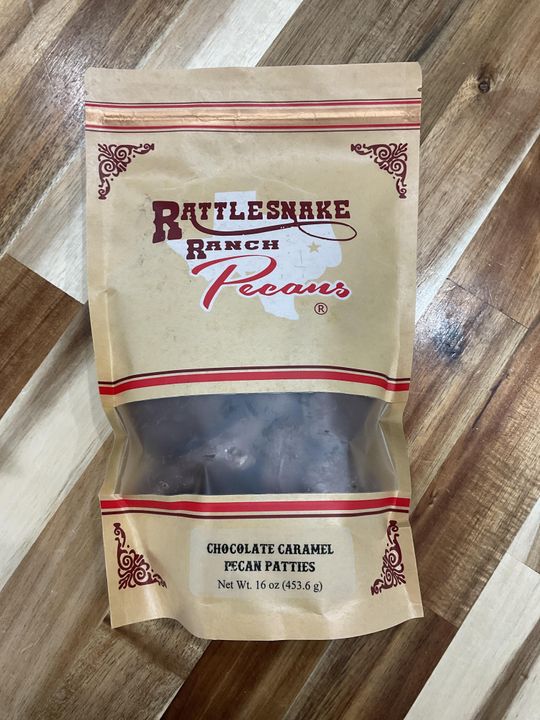 RATTLESNAKE
RANCH
Pecans
®
CHOCOLATE CARAMEL
PECAN PATTIES
Net Wt. 16 oz (453.6 g)